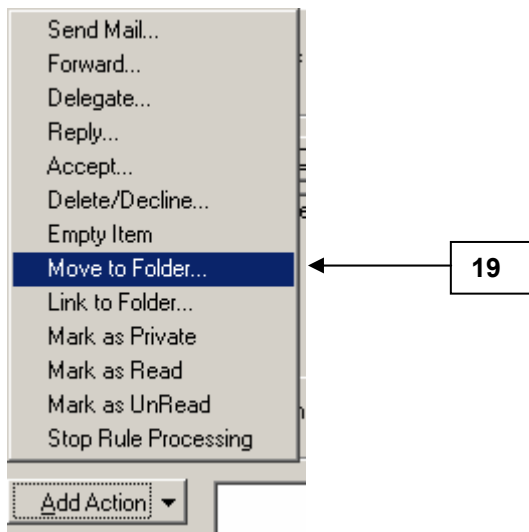 Send Mail...
Forward...
Delegate...
Reply...
Accept...
Delete/Decline...
Empty Item
Move to Folder...
19
Link to Folder...
Mark as Private
Mark as Read
Mark as UnRead
Stop Rule Processing
Add Action